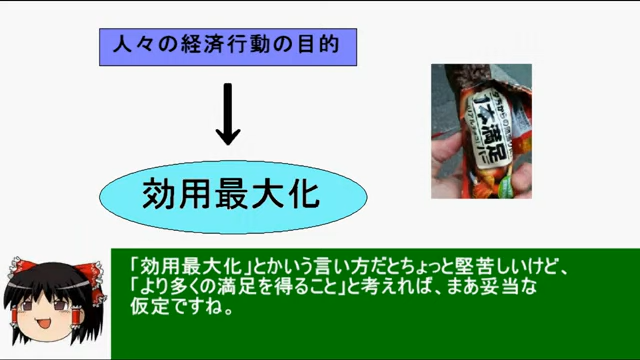 人々の経済行動の目的
効用最大化
1本満足
「効用最大化」とかいう言い方だとちょっと堅苦しいけど、
「より多くの満足を得ること」と考えれば、まあ妥当な
仮定ですね。